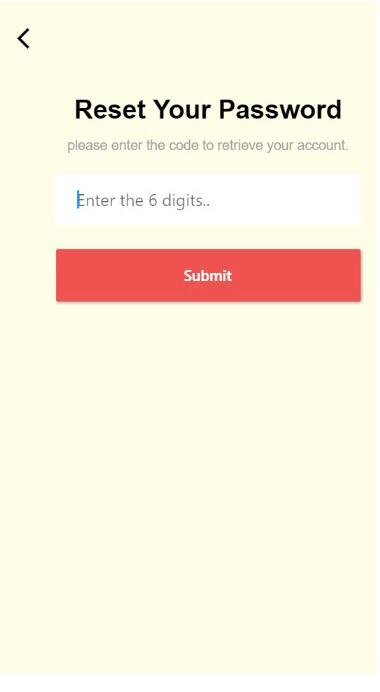 Reset Your Password
please enter the code to retrieve your account.
Enter the 6 digits..
Submit